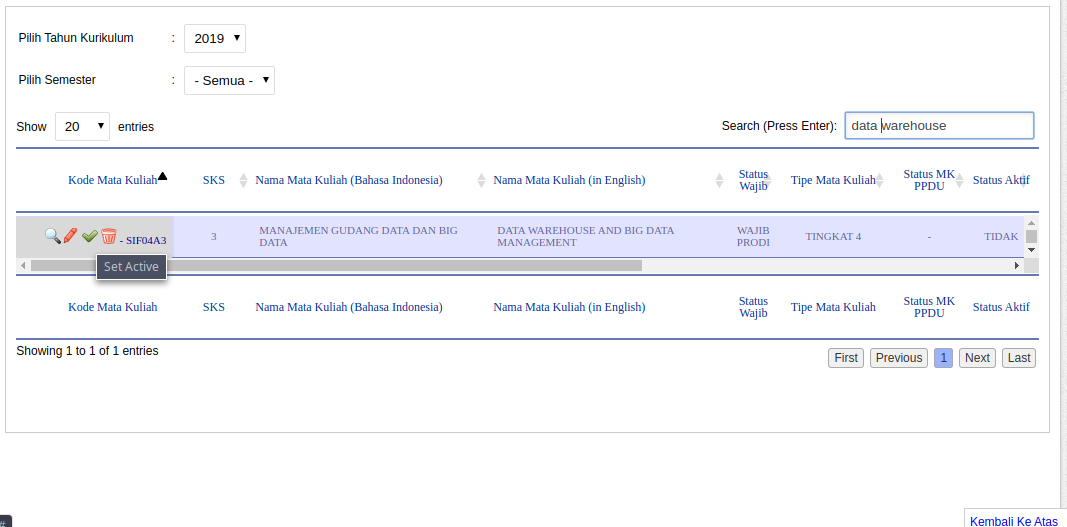 Pilih Tahun Kurikulum : 2019
Pilih Semester : - Semua -
Show 20 entries
Search (Press Enter): data warehouse
Kode Mata Kuliah SKS Nama Mata Kuliah (Bahasa Indonesia) Nama Mata Kuliah (in English) Status Wajib Tipe Mata Kuliah Status MK PPDU Status Aktif
- SIF04A3 3 MANAJEMEN GUDANG DATA DAN BIG DATA DATA WAREHOUSE AND BIG DATA MANAGEMENT WAJIB PRODI TINGKAT 4 - TIDAK
Set Active
Kode Mata Kuliah SKS Nama Mata Kuliah (Bahasa Indonesia) Nama Mata Kuliah (in English) Status Wajib Tipe Mata Kuliah Status MK PPDU Status Aktif
Showing 1 to 1 of 1 entries
First Previous 1 Next Last
#
Kembali Ke Atas